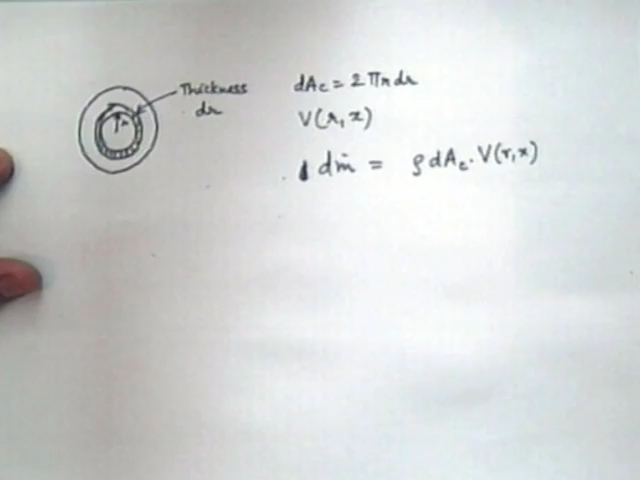 Thickness
dr
r
dAc = 2πr dr
V(r,x)
dṁ = ρ dAc . V(r,x)